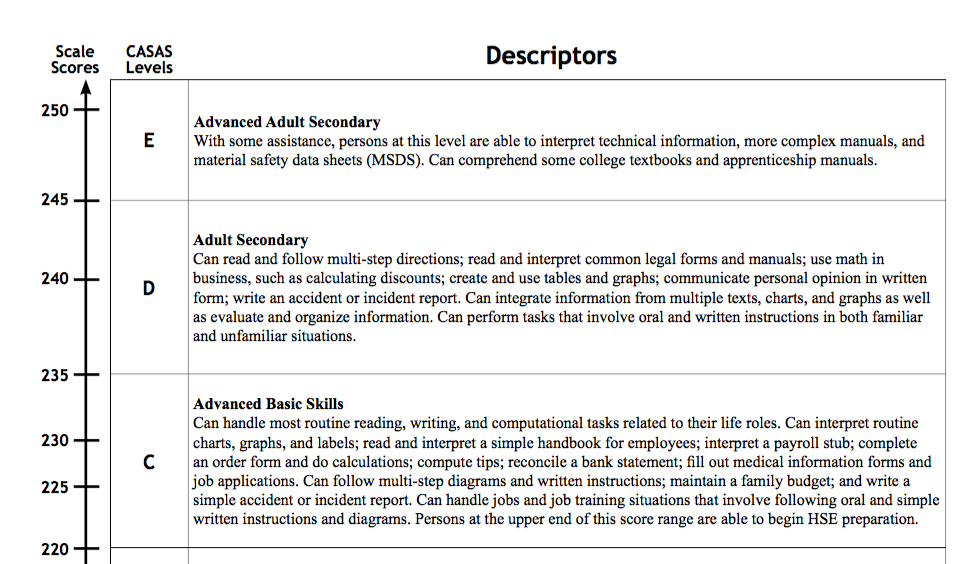 Scale Scores
CASAS Levels
Descriptors
250
E
Advanced Adult Secondary
With some assistance, persons at this level are able to interpret technical information, more complex manuals, and
material safety data sheets (MSDS). Can comprehend some college textbooks and apprenticeship manuals.
245
Adult Secondary
Can read and follow multi-step directions; read and interpret common legal forms and manuals; use math in
240
business, such as calculating discounts; create and use tables and graphs; communicate personal opinion in written
D
form; write an accident or incident report. Can integrate information from multiple texts, charts, and graphs as well
as evaluate and organize information. Can perform tasks that involve oral and written instructions in both familiar
and unfamiliar situations.
235
Advanced Basic Skills
Can handle most routine reading, writing, and computational tasks related to their life roles. Can interpret routine
230
charts, graphs, and labels; read and interpret a simple handbook for employees; interpret a payroll stub; complete
C
an order form and do calculations; compute tips; reconcile a bank statement; fill out medical information forms and
job applications. Can follow multi-step diagrams and written instructions; maintain a family budget; and write a
225
simple accident or incident report. Can handle jobs and job training situations that involve following oral and simple
written instructions and diagrams. Persons at the upper end of this score range are able to begin HSE preparation.
220